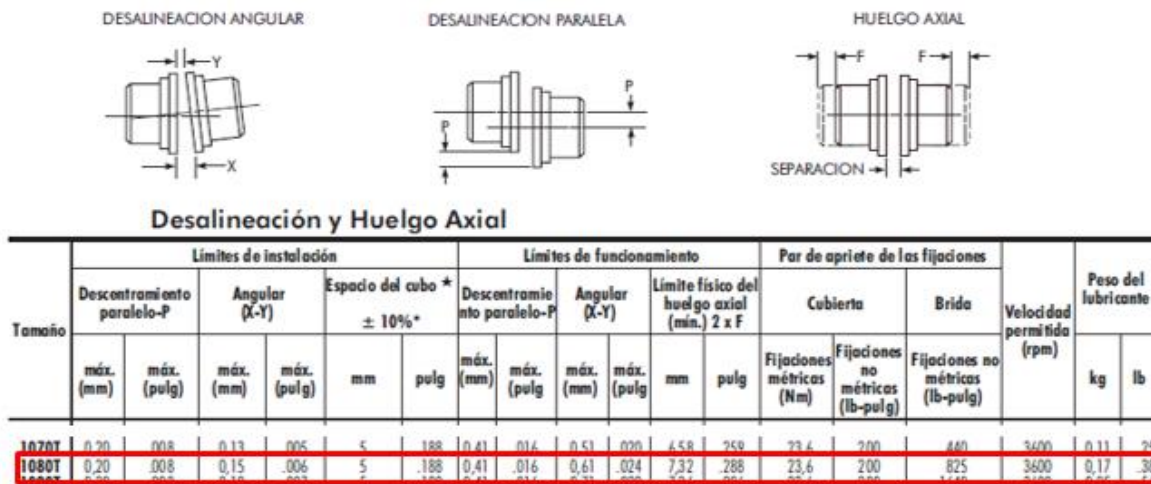 DESALINEACION ANGULAR
DESALINEACION PARALELA
HUELGO AXIAL
Y
X
P
P
F
F
SEPARACION
Desalineación y Huelgo Axial
Tamaño
Límites de instalación
Límites de funcionamiento
Par de apriete de las fijaciones
Velocidad permitida (rpm)
Peso del lubricante
Descentramiento paralelo-P
Angular (X-Y)
Espacio del cubo ★ ± 10%*
Descentramie nto paralelo-P
Angular (X-Y)
Límite físico del huelgo axial (mín.) 2 x F
Cubierta
Brida
máx. (mm)
máx. (pulg)
máx. (mm)
máx. (pulg)
mm
pulg
máx. (mm)
máx. (pulg
máx. (mm)
máx. (pulg
mm
pulg
Fijaciones métricas (Nm)
Fijaciones no métricas (lb-pulg)
Fijaciones no métricas (lb-pulg)
kg
lb
1070T 0,20 .008 0,13 .005 5 .188 0,41 .016 0,51 .020 6,58 .259 23,6 200 440 3600 0,11
1080T 0,20 .008 0,15 .006 5 .188 0,41 .016 0,61 .024 7,32 .288 23,6 200 825 3600 0,17